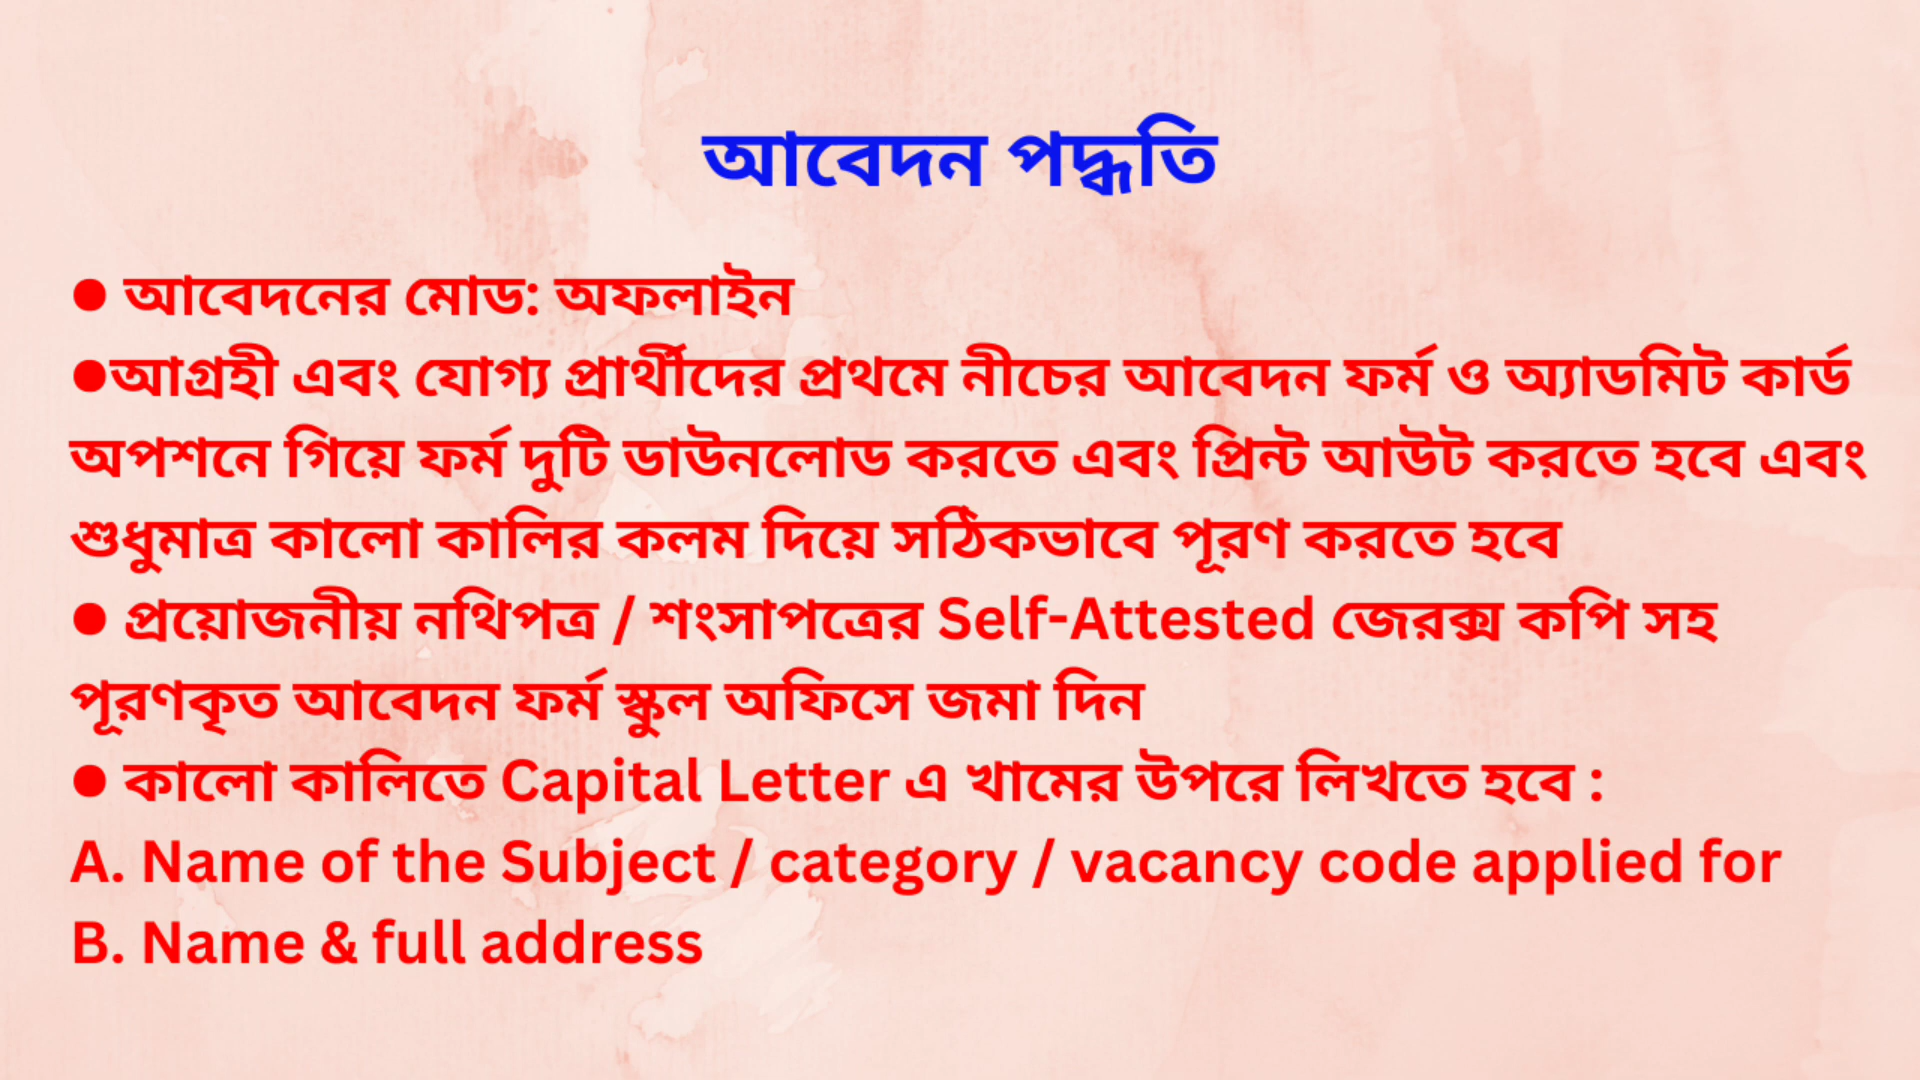 আবেদন পদ্ধতি
● আবেদনের মোড: অফলাইন
●আগ্রহী এবং যোগ্য প্রার্থীদের প্রথমে নীচের আবেদন ফর্ম ও অ্যাডমিট কার্ড
অপশনে গিয়ে ফর্ম দুটি ডাউনলোড করতে এবং প্রিন্ট আউট করতে হবে এবং
শুধুমাত্র কালো কালির কলম দিয়ে সঠিকভাবে পূরণ করতে হবে
● প্রয়োজনীয় নথিপত্র / শংসাপত্রের Self-Attested জেরক্স কপি সহ
পূরণকৃত আবেদন ফর্ম স্কুল অফিসে জমা দিন
● কালো কালিতে Capital Letter এ খামের উপরে লিখতে হবে :
A. Name of the Subject / category / vacancy code applied for
B. Name & full address